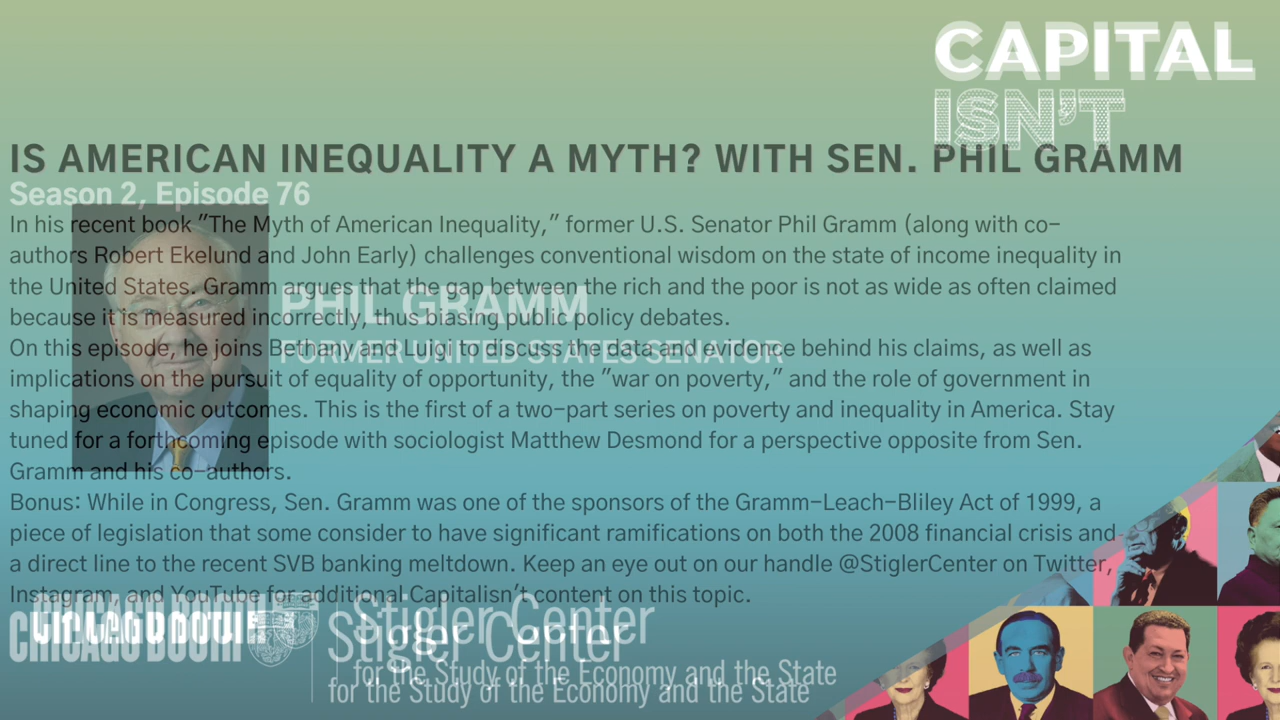 CAPITAL
ISN'T
IS AMERICAN INEQUALITY A MYTH? WITH SEN. PHIL GRAMM
Season 2, Episode 76
In his recent book "The Myth of American Inequality," former U.S. Senator Phil Gramm (along with co-
authors Robert Ekelund and John Early) challenges conventional wisdom on the state of income inequality in
the United States. Gramm argues that the gap between the rich and the poor is not as wide as often claimed
PHIL GRAMM
because it is measured incorrectly, thus biasing public policy debates.
On this episode, he joins Bethany and Luigi to discuss the data and evidence behind his claims, as well as
FORMER UNITED STATES SENATOR
implications on the pursuit of equality of opportunity, the "war on poverty," and the role of government in
shaping economic outcomes. This is the first of a two-part series on poverty and inequality in America. Stay
tuned for a forthcoming episode with sociologist Matthew Desmond for a perspective opposite from Sen.
Gramm and his co-authors.
Bonus: While in Congress, Sen. Gramm was one of the sponsors of the Gramm-Leach-Bliley Act of 1999, a
piece of legislation that some consider to have significant ramifications on both the 2008 financial crisis and
a direct line to the recent SVB banking meltdown. Keep an eye out on our handle @StiglerCenter on Twitter,
Instagram, and YouTube for additional Capitalisn't content on this topic.
CHICAGO BOOTH
Stigler Center
Stigler Center
for the Study of the Economy and the State
for the Study of the Economy and the State